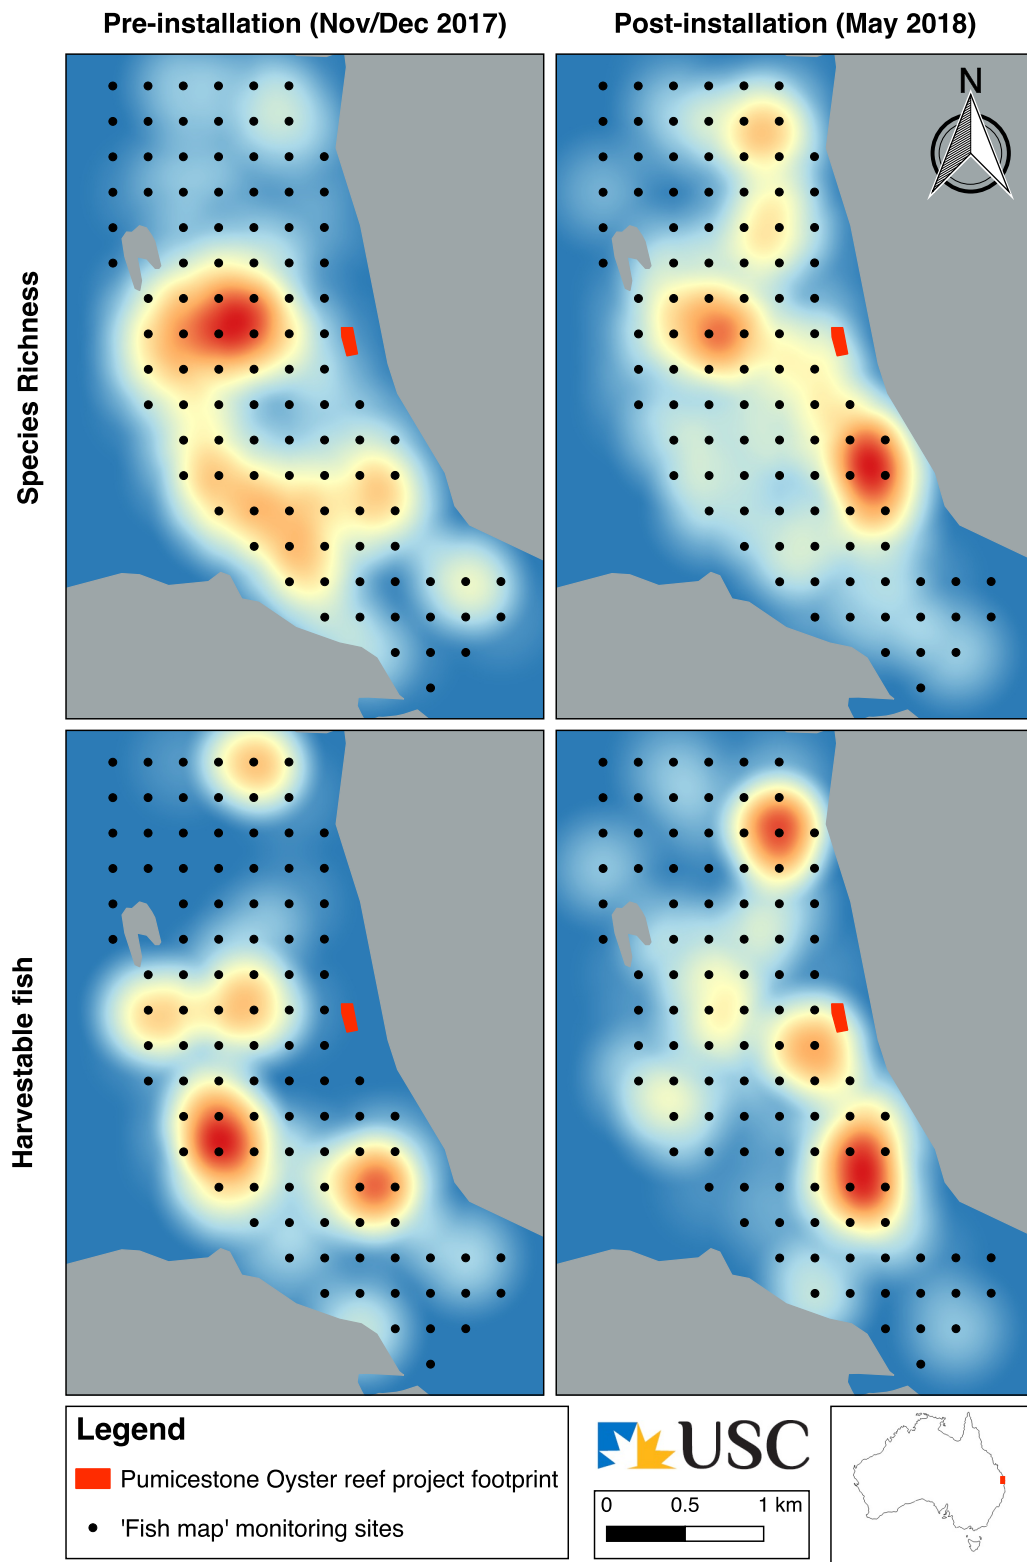 Pre-installation (Nov/Dec 2017)
Post-installation (May 2018)
N
Species Richness
Harvestable fish
Legend
Pumicestone Oyster reef project footprint
'Fish map' monitoring sites
USC
0 0.5 1 km